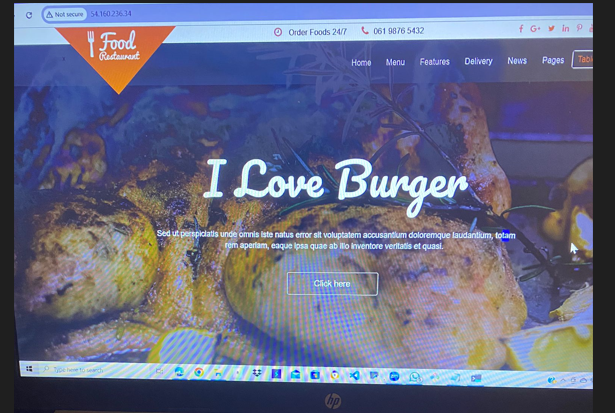 Not secure 54.160.236.14
Food
Restaurant
Order Foods 24/7 061 9876 5432
Home Menu Features Delivery News Pages
I Love Burger
Sed ut perspiciatis unde omnis iste natus error sit voluptatem accusantium doloremque laudantium, totam
rem aperiam, eaque ipsa quae ab illo inventore veritatis et quasi.
Click here
Type here to search
hp